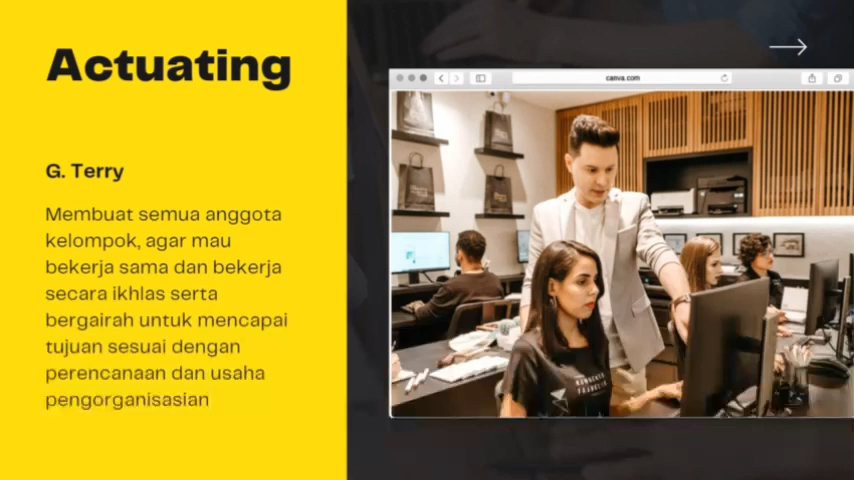 Actuating
G. Terry
Membuat semua anggota
kelompok, agar mau
bekerja sama dan bekerja
secara ikhlas serta
bergairah untuk mencapai
tujuan sesuai dengan
perencanaan dan usaha
pengorganisasian
canva.com